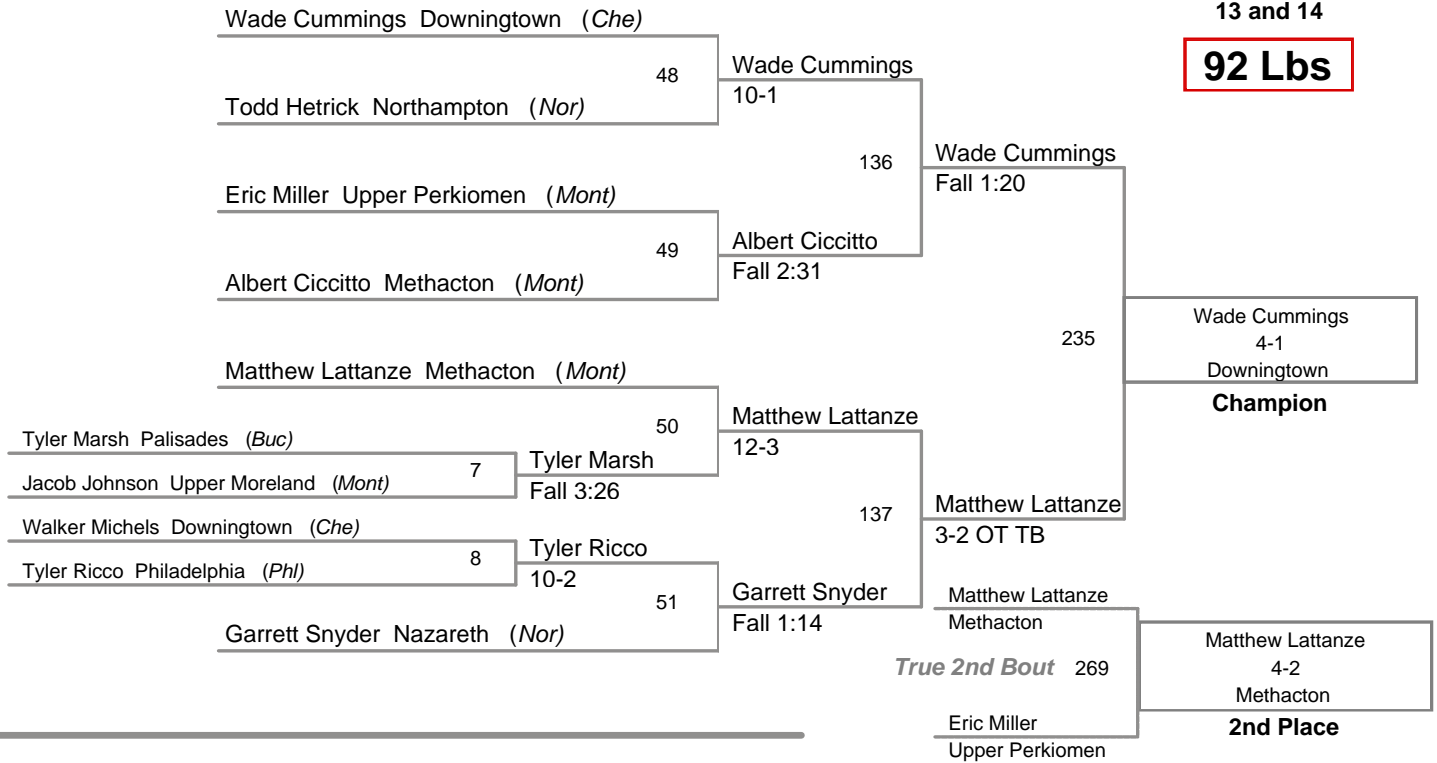 13 and 14
92 Lbs
Wade Cummings Downingtown (Che)
48
Todd Hetrick Northampton (Nor)
Wade Cummings
10-1
136
Eric Miller Upper Perkiomen (Mont)
49
Albert Ciccitto Methacton (Mont)
Albert Ciccitto
Fall 2:31
Wade Cummings
Fall 1:20
235
Wade Cummings
4-1
Downingtown
Champion
Matthew Lattanze Methacton (Mont)
50
Tyler Marsh Palisades (Buc)
7
Jacob Johnson Upper Moreland (Mont)
Tyler Marsh
Fall 3:26
Matthew Lattanze
12-3
137
Walker Michels Downingtown (Che)
8
Tyler Ricco Philadelphia (Phl)
Tyler Ricco
10-2
51
Garrett Snyder Nazareth (Nor)
Garrett Snyder
Fall 1:14
Matthew Lattanze
3-2 OT TB
Matthew Lattanze
Methacton
True 2nd Bout 269
Eric Miller
Upper Perkiomen
Matthew Lattanze
4-2
Methacton
2nd Place